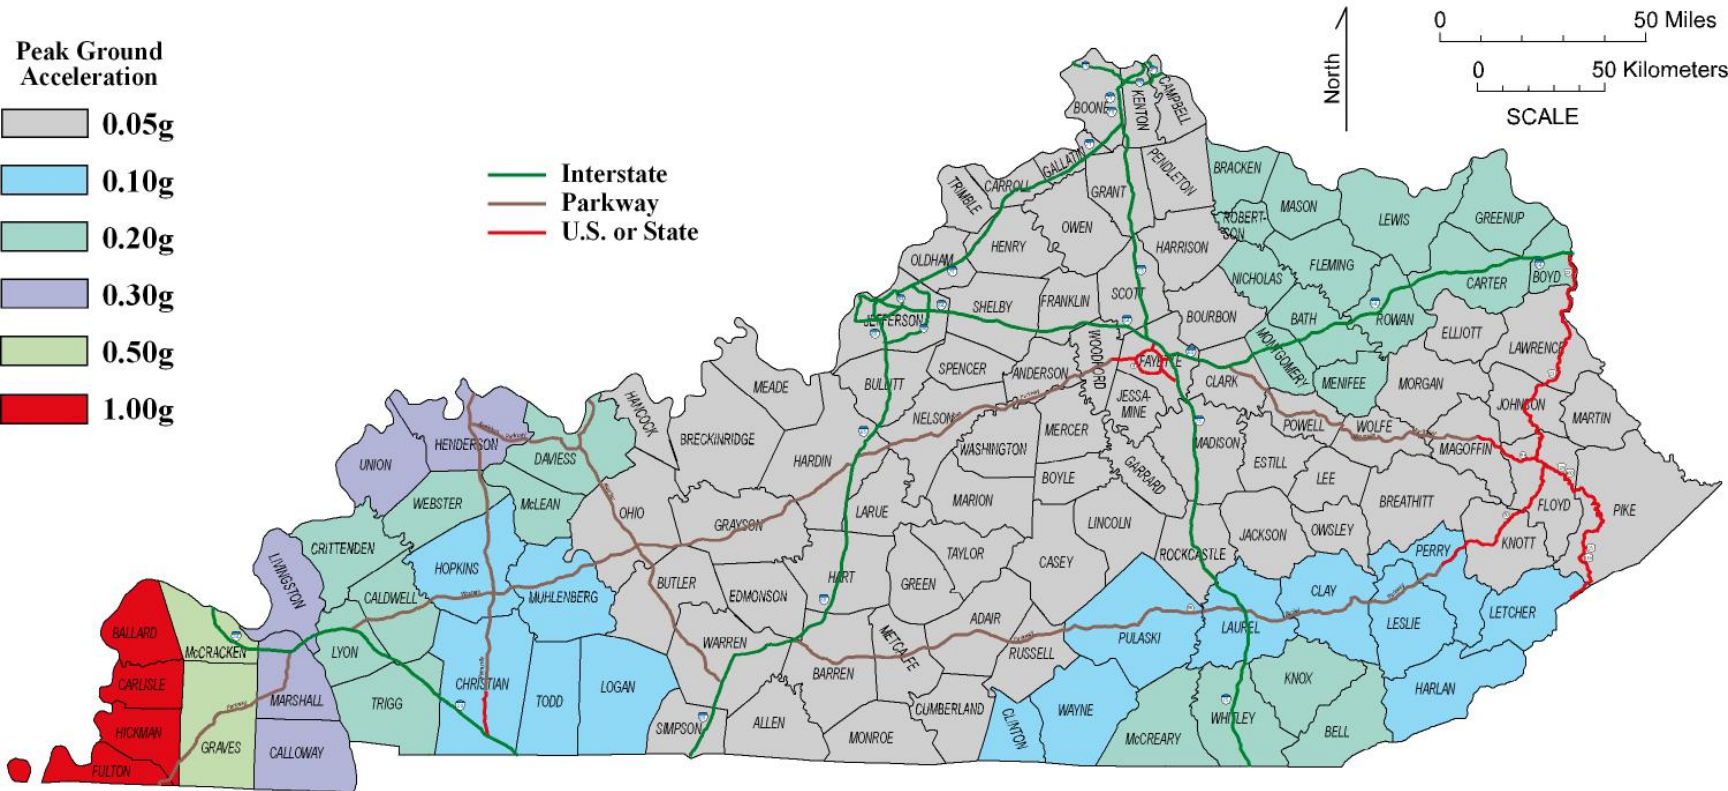 Peak Ground
Acceleration
0.05g
0.10g
0.20g
0.30g
0.50g
1.00g
Interstate
Parkway
U.S. or State
North
0 50 Miles
0 50 Kilometers
SCALE
BOONE
KENTON
CAMPBELL
GALLATIN
PENDLETON
BRACKEN
TRIMBLE
CARROLL
GRANT
MASON
LEWIS
GREENUP
OWEN
ROBERT-
SON
HENRY
HARRISON
OLDHAM
FLEMING
NICHOLAS
CARTER
BOYD
SHELBY
FRANKLIN
SCOTT
JEFFERSON
BOURBON
BATH
ROWAN
ELLIOTT
LAWRENCE
WOODFORD
FAYETTE
MONTGOMERY
SPENCER
ANDERSON
BULLITT
MEADE
CLARK
MENIFEE
MORGAN
HANCOCK
JESSA-
MINE
JOHNSON
MARTIN
NELSON
POWELL
WOLFE
MERCER
MADISON
MAGOFFIN
BRECKINRIDGE
HENDERSON
WASHINGTON
UNION
DAVIESS
HARDIN
ESTILL
BOYLE
GARRARD
LEE
WEBSTER
McLEAN
OHIO
LARUE
MARION
BREATHITT
FLOYD
PIKE
GRAYSON
LINCOLN
JACKSON
OWSLEY
KNOTT
CRITTENDEN
TAYLOR
CASEY
ROCKCASTLE
PERRY
LIVINGSTON
HOPKINS
HART
GREEN
BUTLER
CALDWELL
MUHLENBERG
EDMONSON
CLAY
LETCHER
ADAIR
LESLIE
BALLARD
LAUREL
PULASKI
WARREN
METCALFE
McCRACKEN
LYON
RUSSELL
BARREN
CARLISLE
CHRISTIAN
LOGAN
KNOX
HARLAN
MARSHALL
TRIGG
TODD
CUMBERLAND
WAYNE
CLINTON
WHITLEY
HICKMAN
SIMPSON
ALLEN
BELL
MONROE
McCREARY
GRAVES
CALLOWAY
FULTON